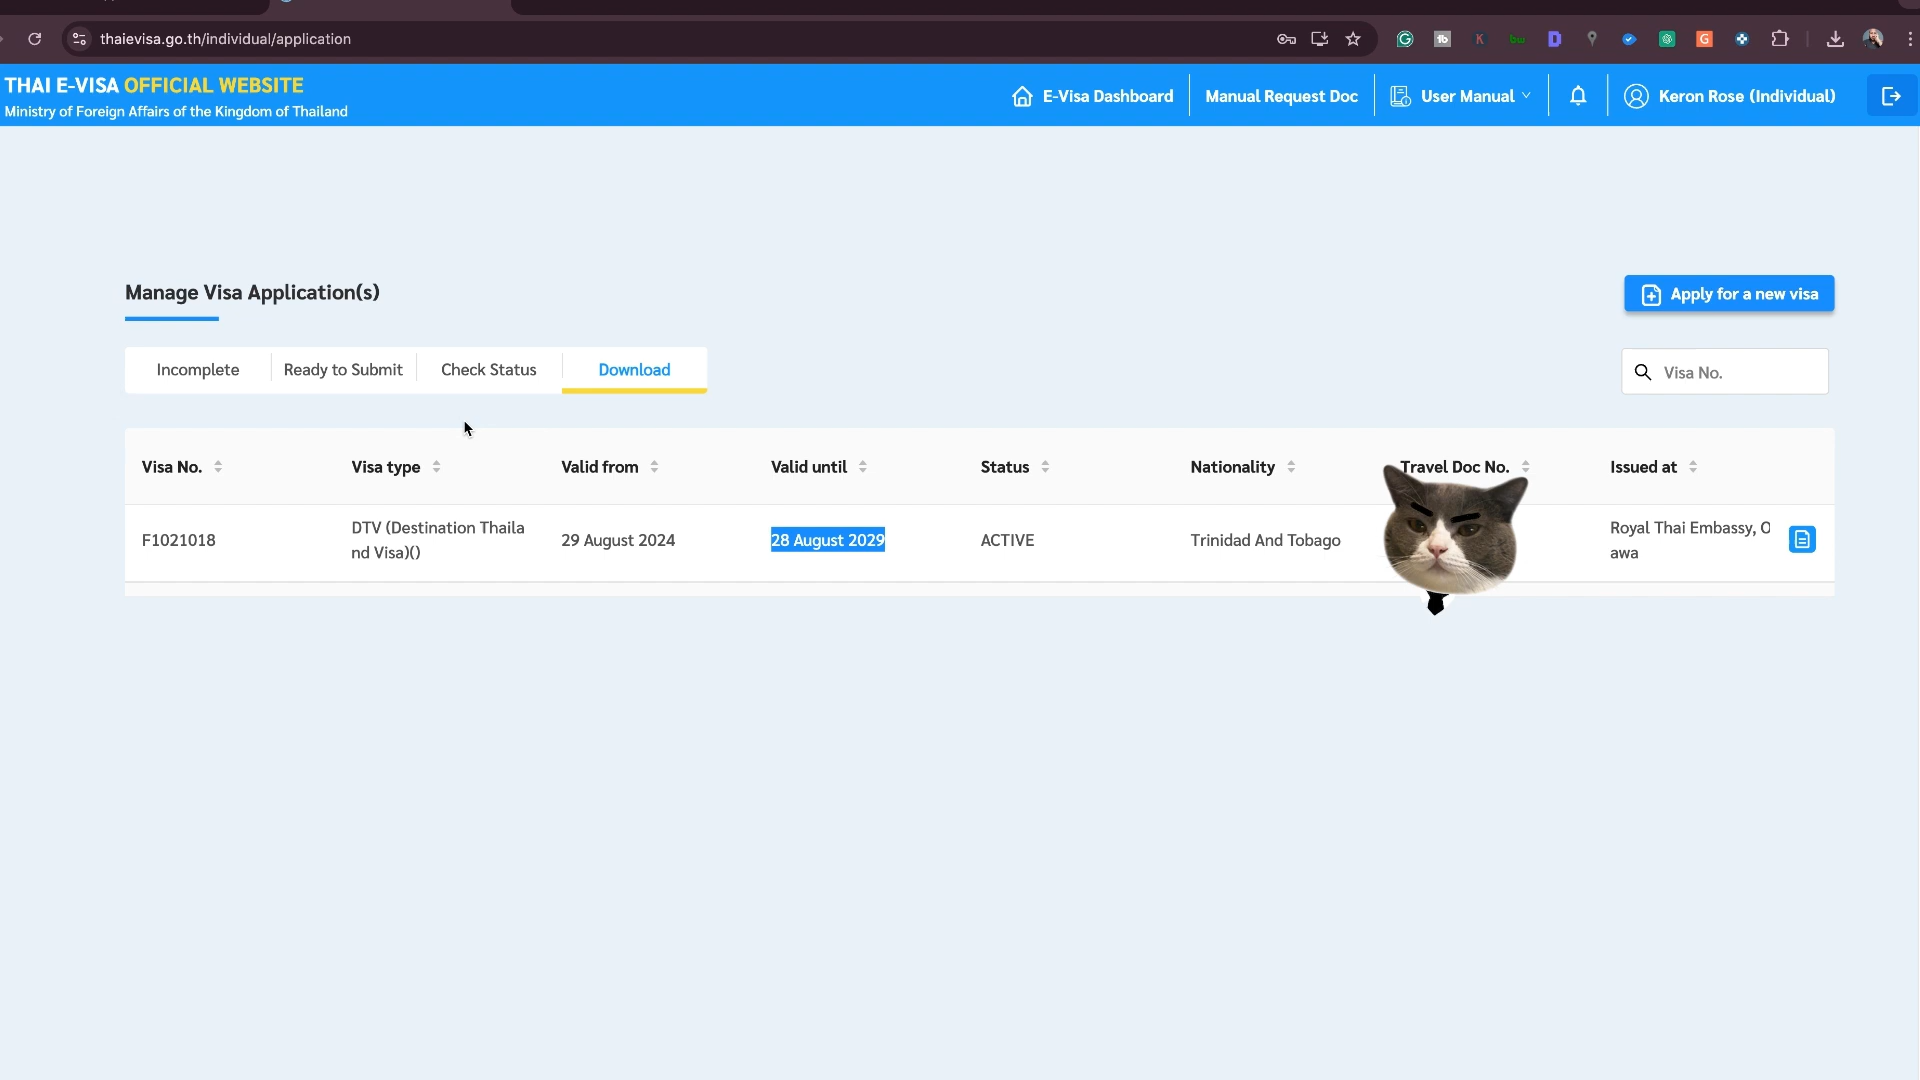 thaievisa.go.th/individual/application
THAI E-VISA OFFICIAL WEBSITE
Ministry of Foreign Affairs of the Kingdom of Thailand
E-Visa Dashboard
Manual Request Doc
User Manual
Keron Rose (Individual)
Manage Visa Application(s)
Apply for a new visa
Incomplete
Ready to Submit
Check Status
Download
Visa No.
Visa No.
Visa type
Valid from
Valid until
Status
Nationality
Travel Doc No.
Issued at
F1021018
DTV (Destination Thaila
nd Visa)()
29 August 2024
28 August 2029
ACTIVE
Trinidad And Tobago
Royal Thai Embassy, O
awa